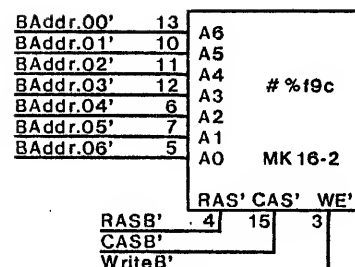 BAddr.00' 13 A6
BAddr.01' 10 A5
BAddr.02' 11 A4
BAddr.03' 12 A3
BAddr.04' 6 A2
BAddr.05' 7 A1
BAddr.06' 5 A0
#%f9c
MK16-2
RAS' CAS' WE'
RASB' 4 15 3
CASB'
WriteB'